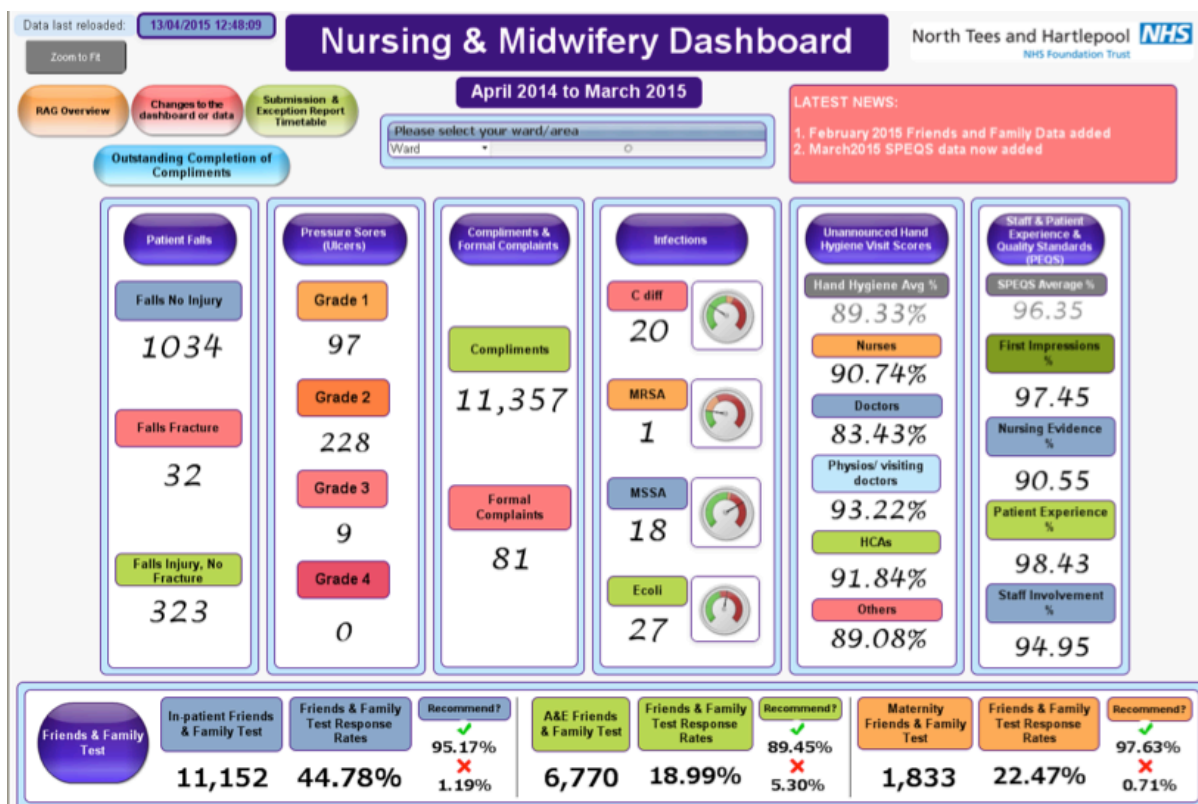 Data last reloaded: 13/04/2015 12:48:09
Zoom to Fit
Nursing & Midwifery Dashboard
North Tees and Hartlepool NHS
NHS Foundation Trust
April 2014 to March 2015
RAG Overview
Changes to the
dashboard or data
Submission &
Exception Report
Timetable
Outstanding Completion of
Compliments
Please select your ward/area
Ward
LATEST NEWS:
1. February 2015 Friends and Family Data added
2. March2015 SPEQS data now added
Patient Falls
Falls No Injury
1034
Falls Fracture
32
Falls Injury, No
Fracture
323
Pressure Sores
(Ulcers)
Grade 1
97
Grade 2
228
Grade 3
9
Grade 4
0
Compliments &
Formal Complaints
Compliments
11,357
Formal
Complaints
81
Infections
C diff
20
MRSA
1
MSSA
18
Ecoli
27
Unannounced Hand
Hygiene Visit Scores
Hand Hygiene Avg %
89.33%
Nurses
90.74%
Doctors
83.43%
Physios/ visiting
doctors
93.22%
HCAs
91.84%
Others
89.08%
Staff & Patient
Experience &
Quality Standards
(PEQS)
SPEQS Average %
96.35
First Impressions
%
97.45
Nursing Evidence
%
90.55
Patient Experience
%
98.43
Staff Involvement
%
94.95
Friends & Family
Test
In-patient Friends
& Family Test
11,152
Friends & Family
Test Response
Rates
44.78%
Recommend?
95.17%
1.19%
A&E Friends
& Family Test
6,770
Friends & Family
Test Response
Rates
18.99%
Recommend?
89.45%
5.30%
Maternity
Friends & Family
Test
1,833
Friends & Family
Test Response
Rates
22.47%
Recommend?
97.63%
0.71%